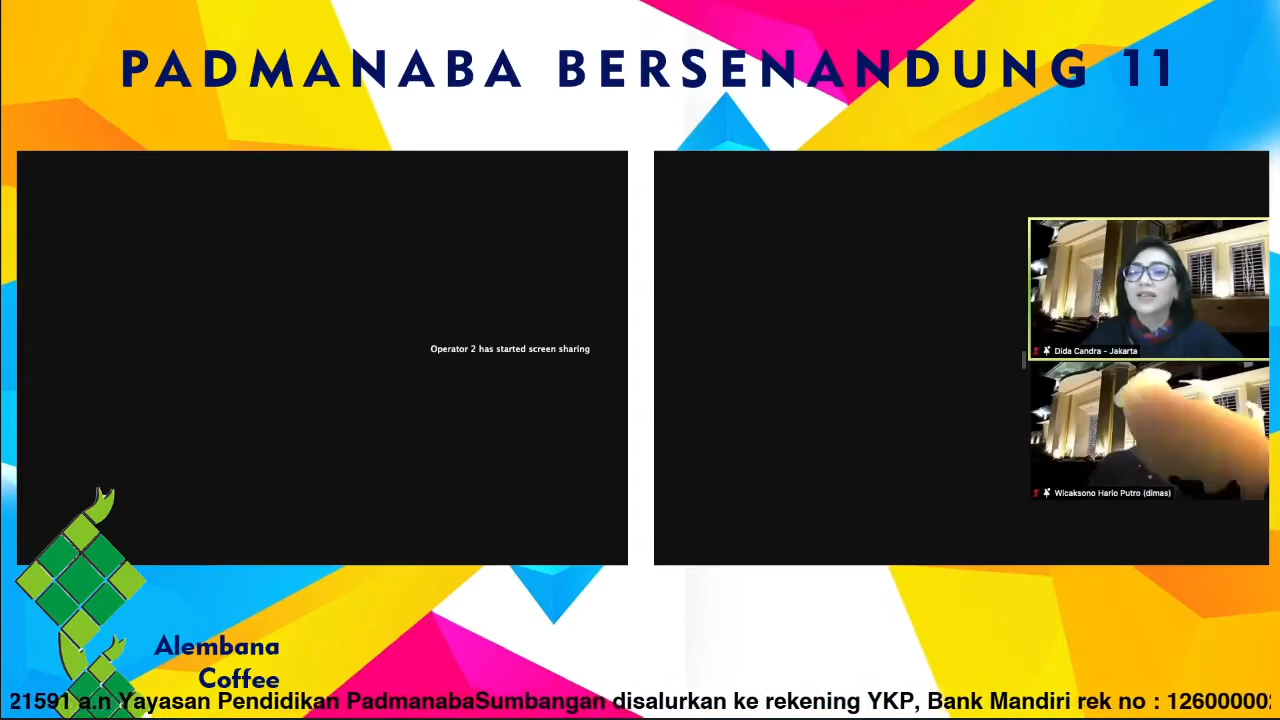 PADMANABA BERSENANDUNG 11
Operator 2 has started screen sharing
Dida Candra - Jakarta
Wicaksono Hario Putro (dimas)
Alembana
Coffee
21591 a.n Yayasan Pendidikan PadmanabaSumbangan disalurkan ke rekening YKP, Bank Mandiri rek no : 12600000